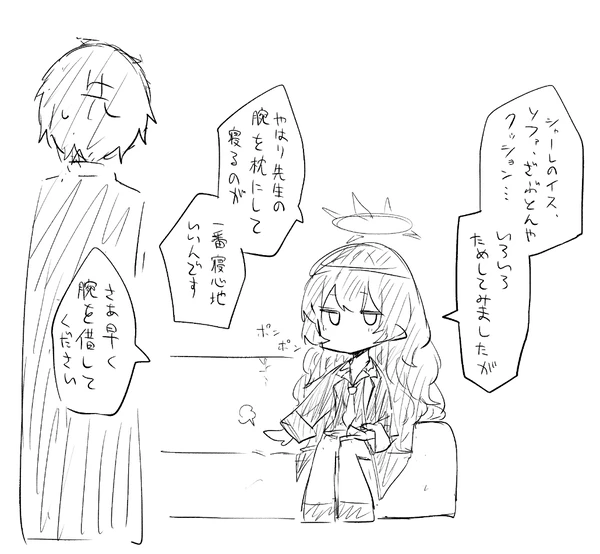 シャーレのイス、
ソファ、ざぶとんや
クッション…
いろいろ
ためしてみましたが
やはり先生の
腕を枕にして
寝るのが
一番寝心地
いいんです
ポン
ポン
さあ早く
腕を借して
ください
先